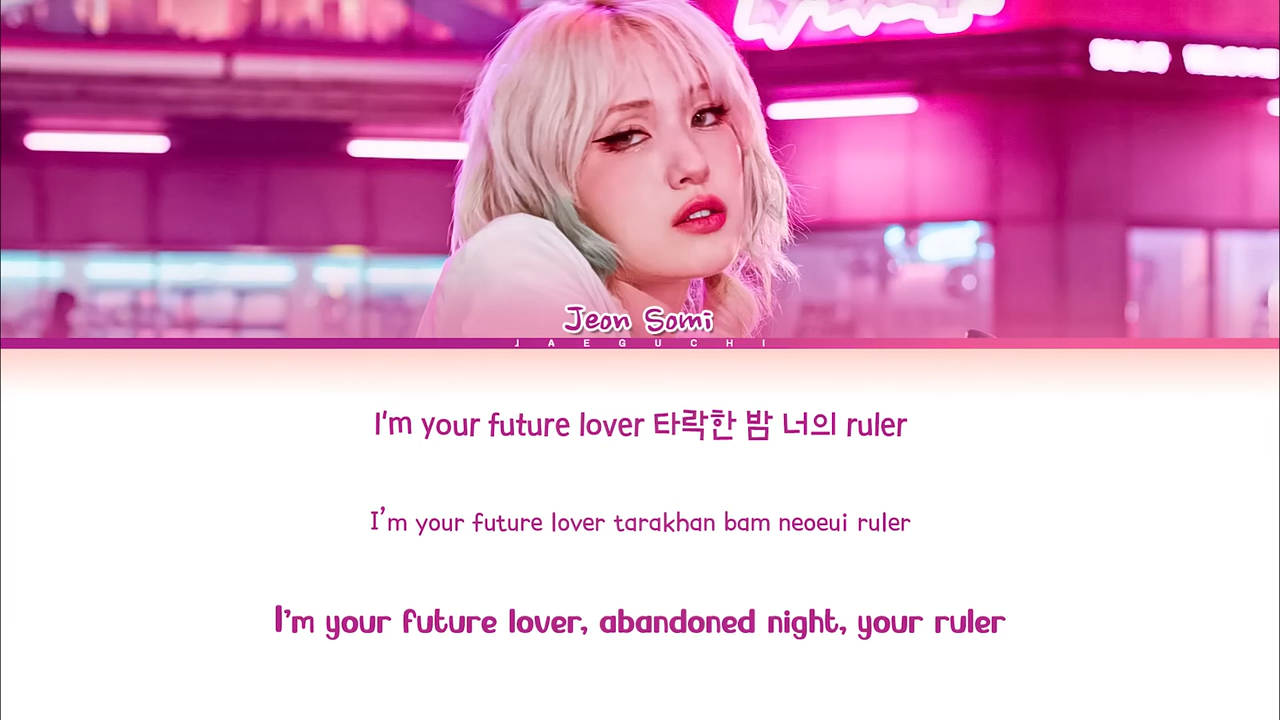 Jeon Somi
JAEGUCHI
I'm your future lover 타락한 밤 너의 ruler
I'm your future lover tarakhan bam neoeui ruler
I'm your future lover, abandoned night, your ruler